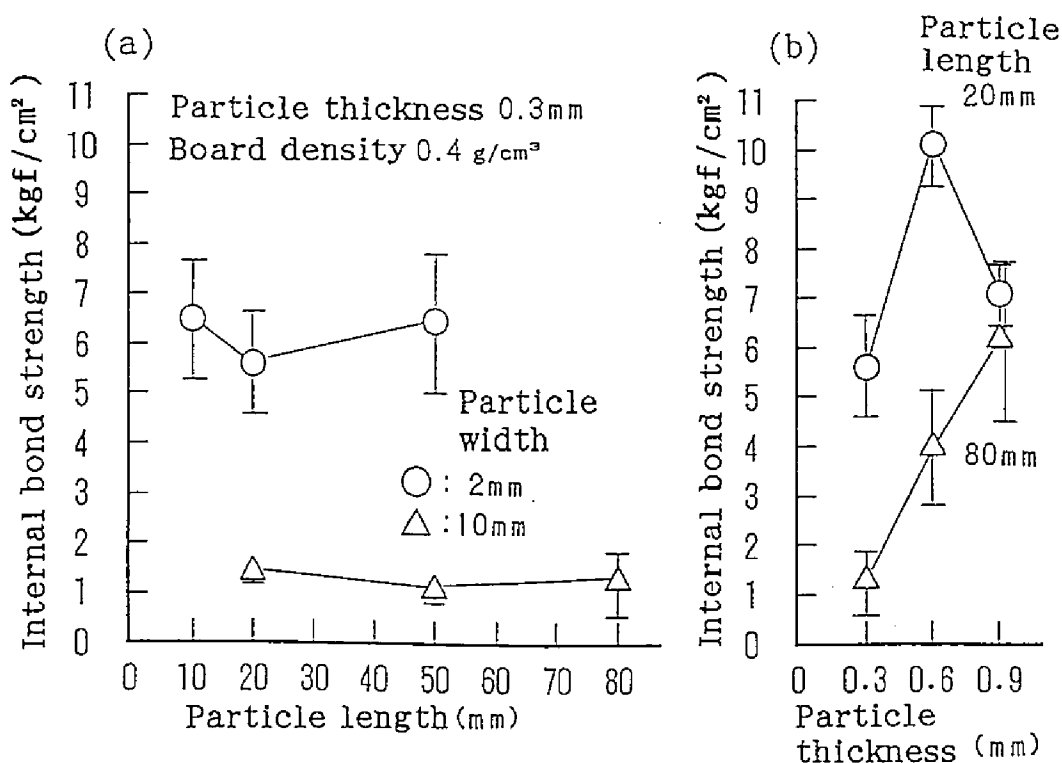 (a)
Internal bond strength (kgf/cm²)
11
10
9
8
7
6
5
4
3
2
1
0
Particle thickness 0.3mm
Board density 0.4 g/cm³
Particle
width
○: 2mm
△:10mm
0 10 20 30 40 50 60 70 80
Particle length(mm)
(b)
Particle
length
20mm
Internal bond strength (kgf/cm²)
11
10
9
8
7
6
5
4
3
2
1
0
80mm
0 0.3 0.6 0.9
Particle
thickness (mm)